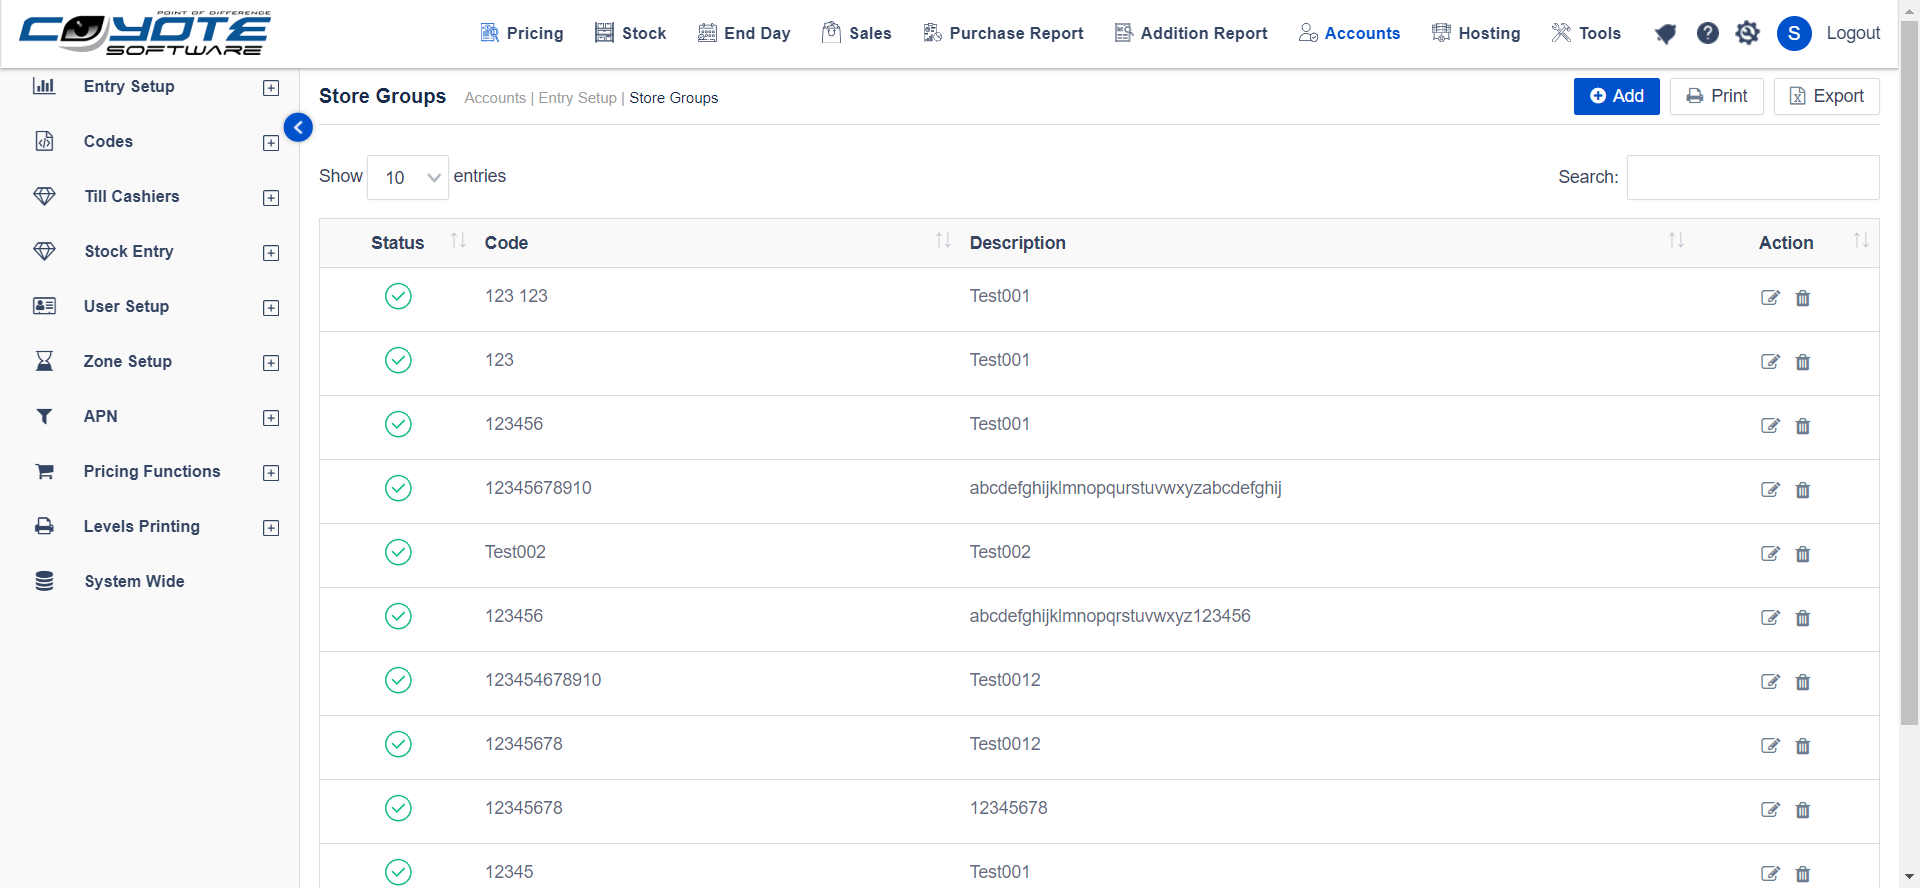 POINT OF DIFFERENCE
COYOTE
SOFTWARE
Pricing
Stock
End Day
Sales
Purchase Report
Addition Report
Accounts
Hosting
Tools
S
Logout
Entry Setup
Codes
Till Cashiers
Stock Entry
User Setup
Zone Setup
APN
Pricing Functions
Levels Printing
System Wide
Store Groups
Accounts | Entry Setup | Store Groups
Add
Print
Export
Show 10 entries
Search:
Status Code Description Action
123 123 Test001
123 Test001
123456 Test001
12345678910 abcdefghijklmnopqurstuvwxyzabcdefghij
Test002 Test002
123456 abcdefghijklmnopqrstuvwxyz123456
123454678910 Test0012
12345678 Test0012
12345678 12345678
12345 Test001